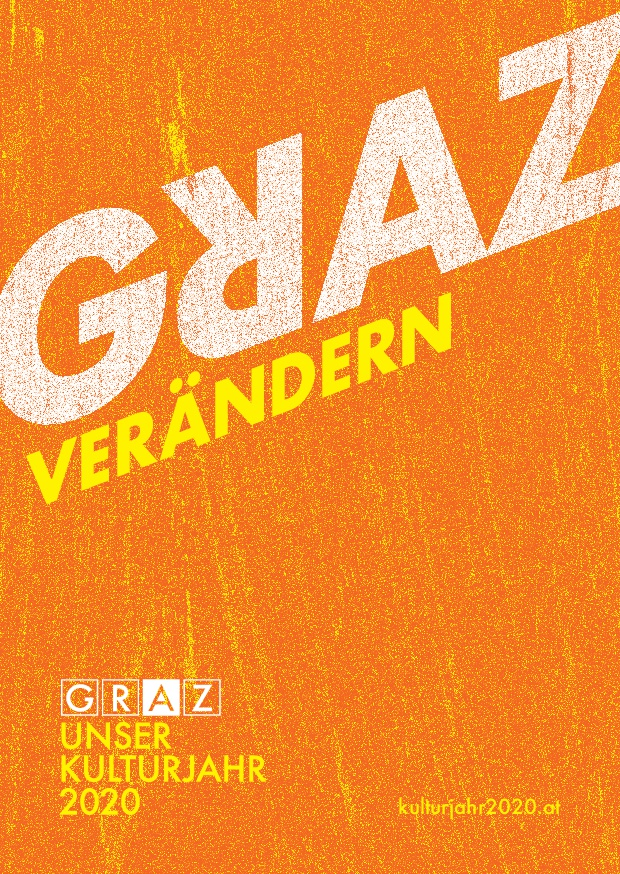 GRAZ
VERÄNDERN
GRAZ
UNSER
KULTURJAHR
2020
kulturjahr2020.at